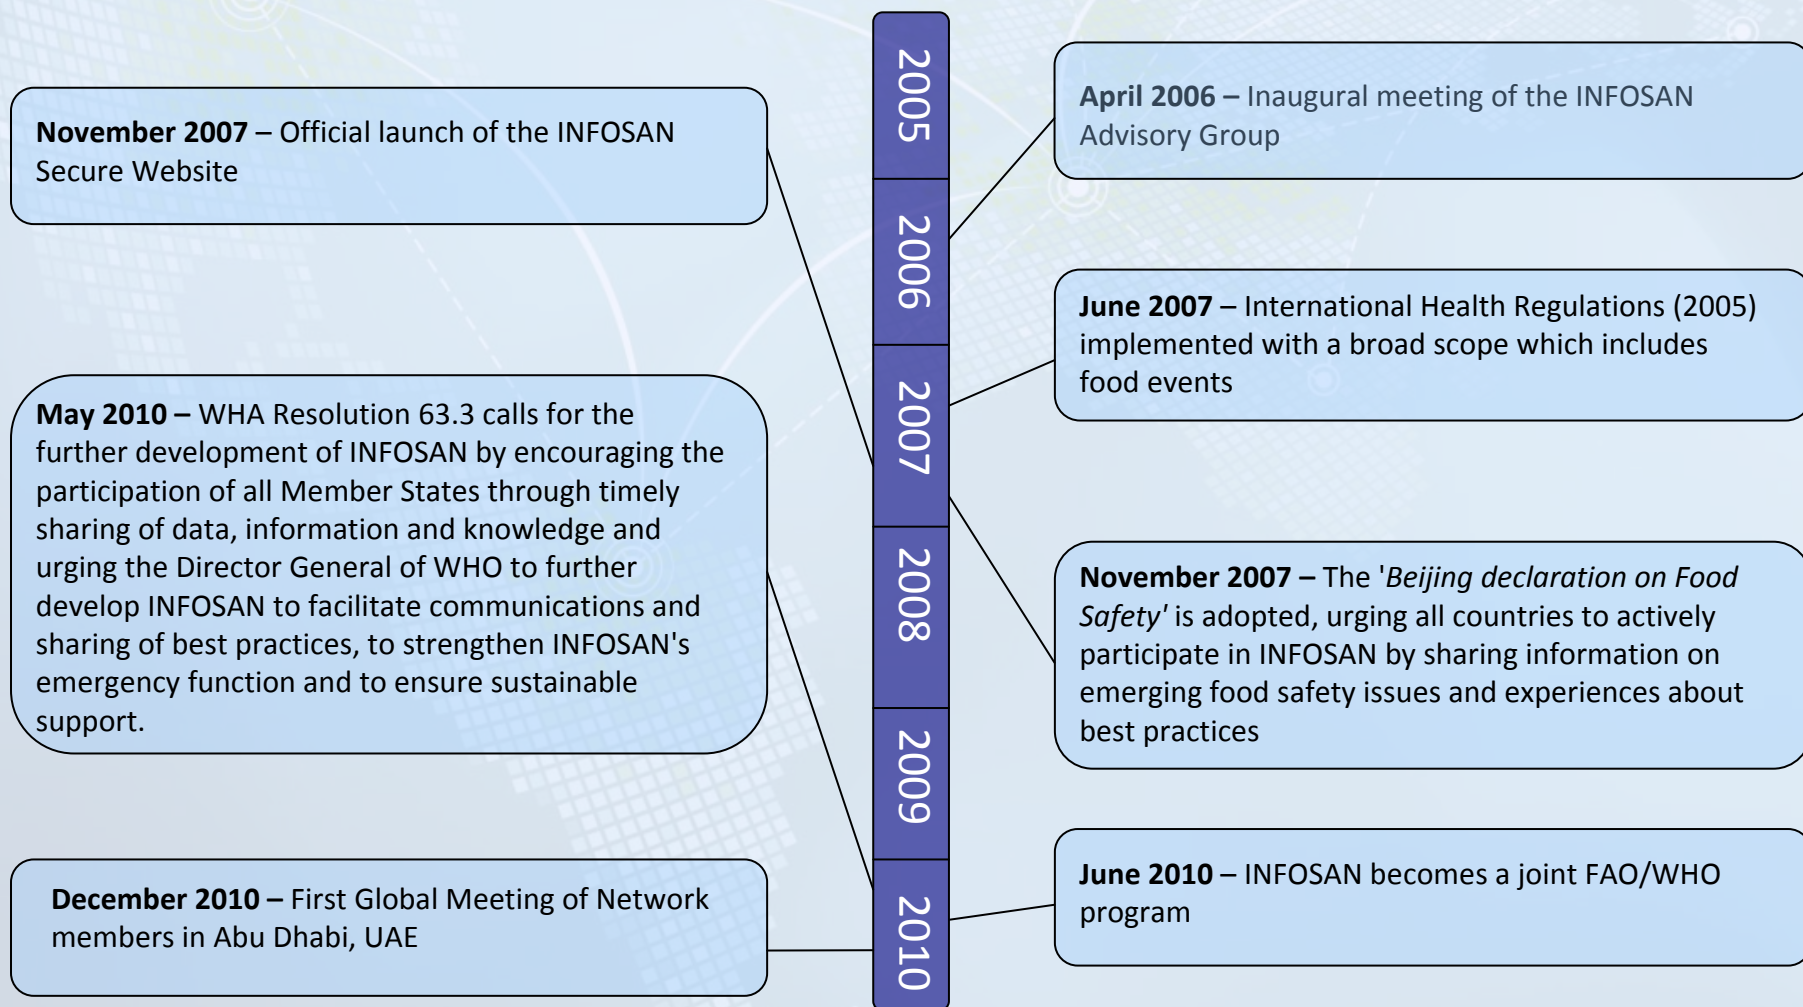 November 2007 – Official launch of the INFOSAN
Secure Website
May 2010 – WHA Resolution 63.3 calls for the
further development of INFOSAN by encouraging the
participation of all Member States through timely
sharing of data, information and knowledge and
urging the Director General of WHO to further
develop INFOSAN to facilitate communications and
sharing of best practices, to strengthen INFOSAN's
emergency function and to ensure sustainable
support.
December 2010 – First Global Meeting of Network
members in Abu Dhabi, UAE
2005
2006
2007
2008
2009
2010
April 2006 – Inaugural meeting of the INFOSAN
Advisory Group
June 2007 – International Health Regulations (2005)
implemented with a broad scope which includes
food events
November 2007 – The 'Beijing declaration on Food
Safety' is adopted, urging all countries to actively
participate in INFOSAN by sharing information on
emerging food safety issues and experiences about
best practices
June 2010 – INFOSAN becomes a joint FAO/WHO
program